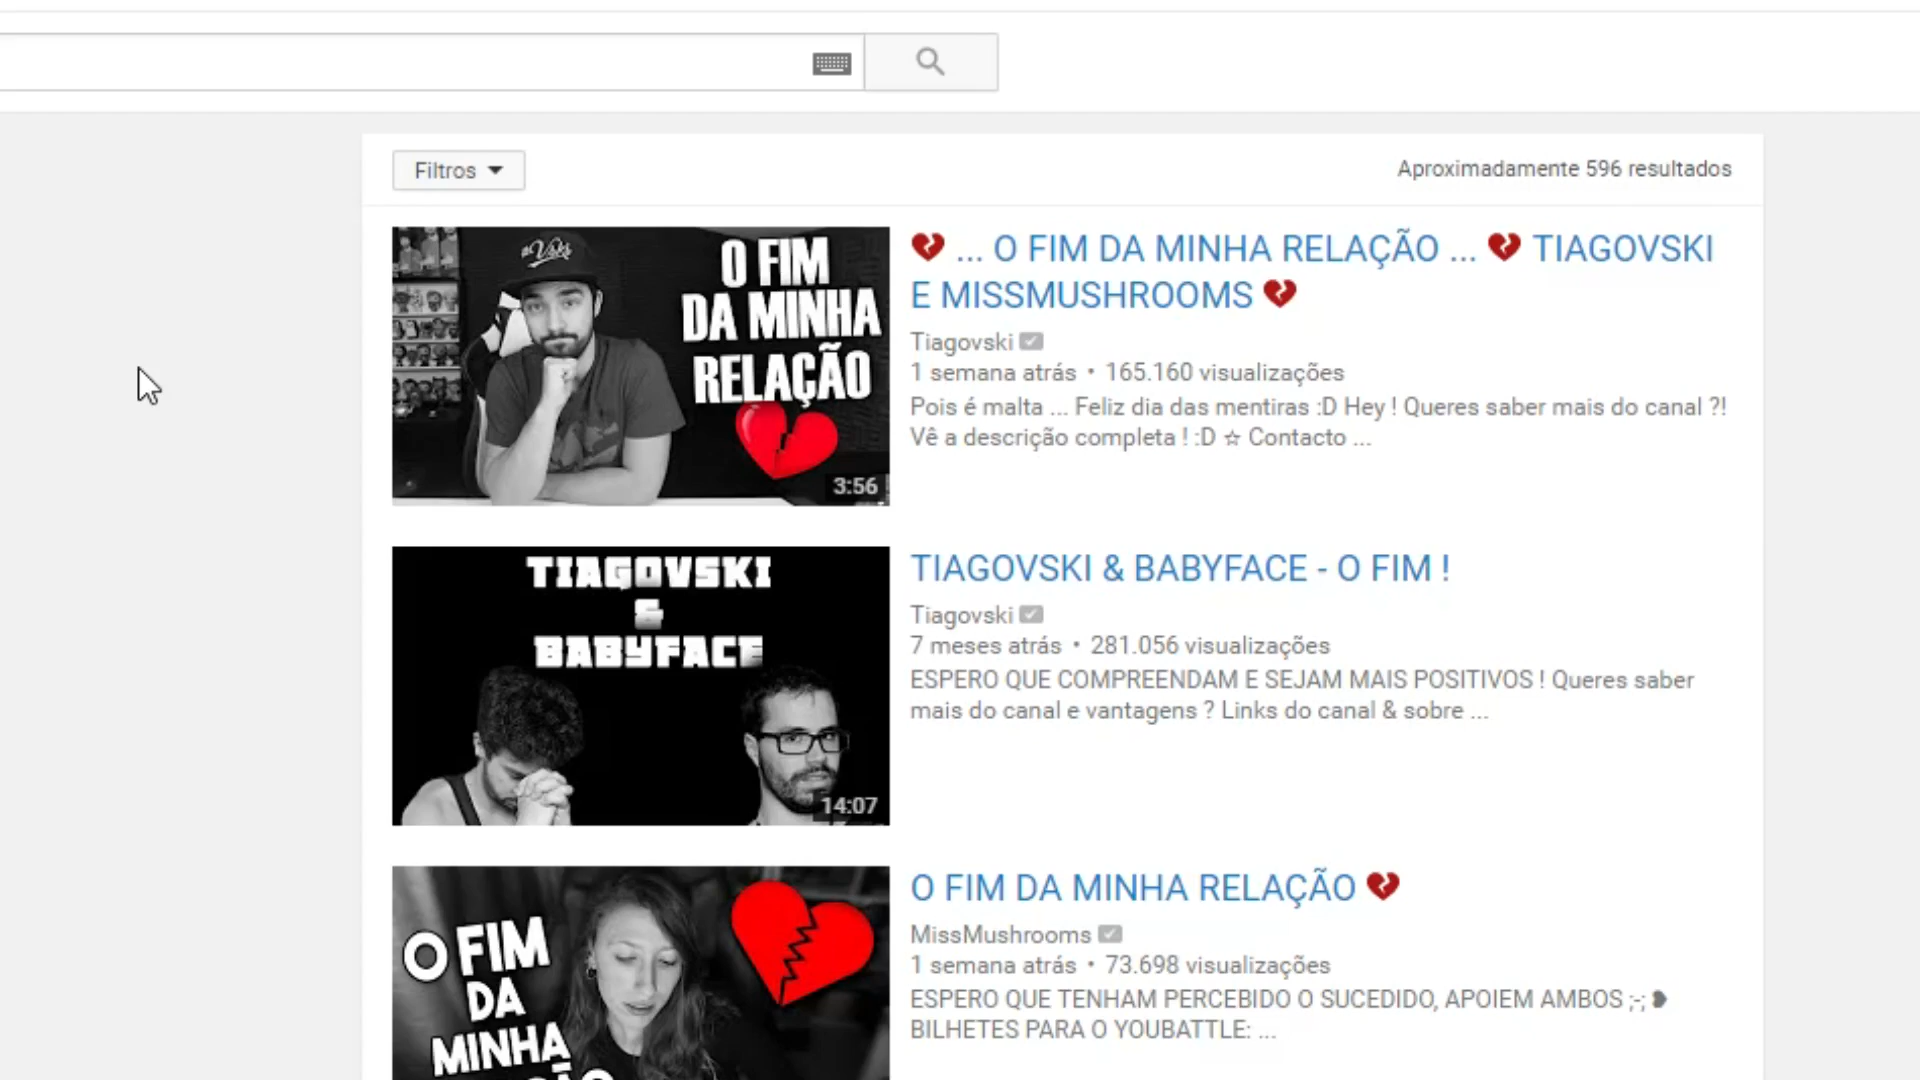 Filtros
Aproximadamente 596 resultados
O FIM
DA MINHA
RELAÇÃO
3:56
💔 ... O FIM DA MINHA RELAÇÃO ... 💔 TIAGOVSKI
E MISSMUSHROOMS 💔
Tiagovski
1 semana atrás • 165.160 visualizações
Pois é malta ... Feliz dia das mentiras :D Hey ! Queres saber mais do canal ?!
Vê a descrição completa ! :D ☆ Contacto ...
TIAGOVSKI
&
BABYFACE
14:07
TIAGOVSKI & BABYFACE - O FIM !
Tiagovski
7 meses atrás • 281.056 visualizações
ESPERO QUE COMPREENDAM E SEJAM MAIS POSITIVOS ! Queres saber
mais do canal e vantagens ? Links do canal & sobre ...
O FIM
DA
MINHA
O FIM DA MINHA RELAÇÃO 💔
MissMushrooms
1 semana atrás • 73.698 visualizações
ESPERO QUE TENHAM PERCEBIDO O SUCEDIDO, APOIEM AMBOS ;-; ❥
BILHETES PARA O YOUBATTLE: ...